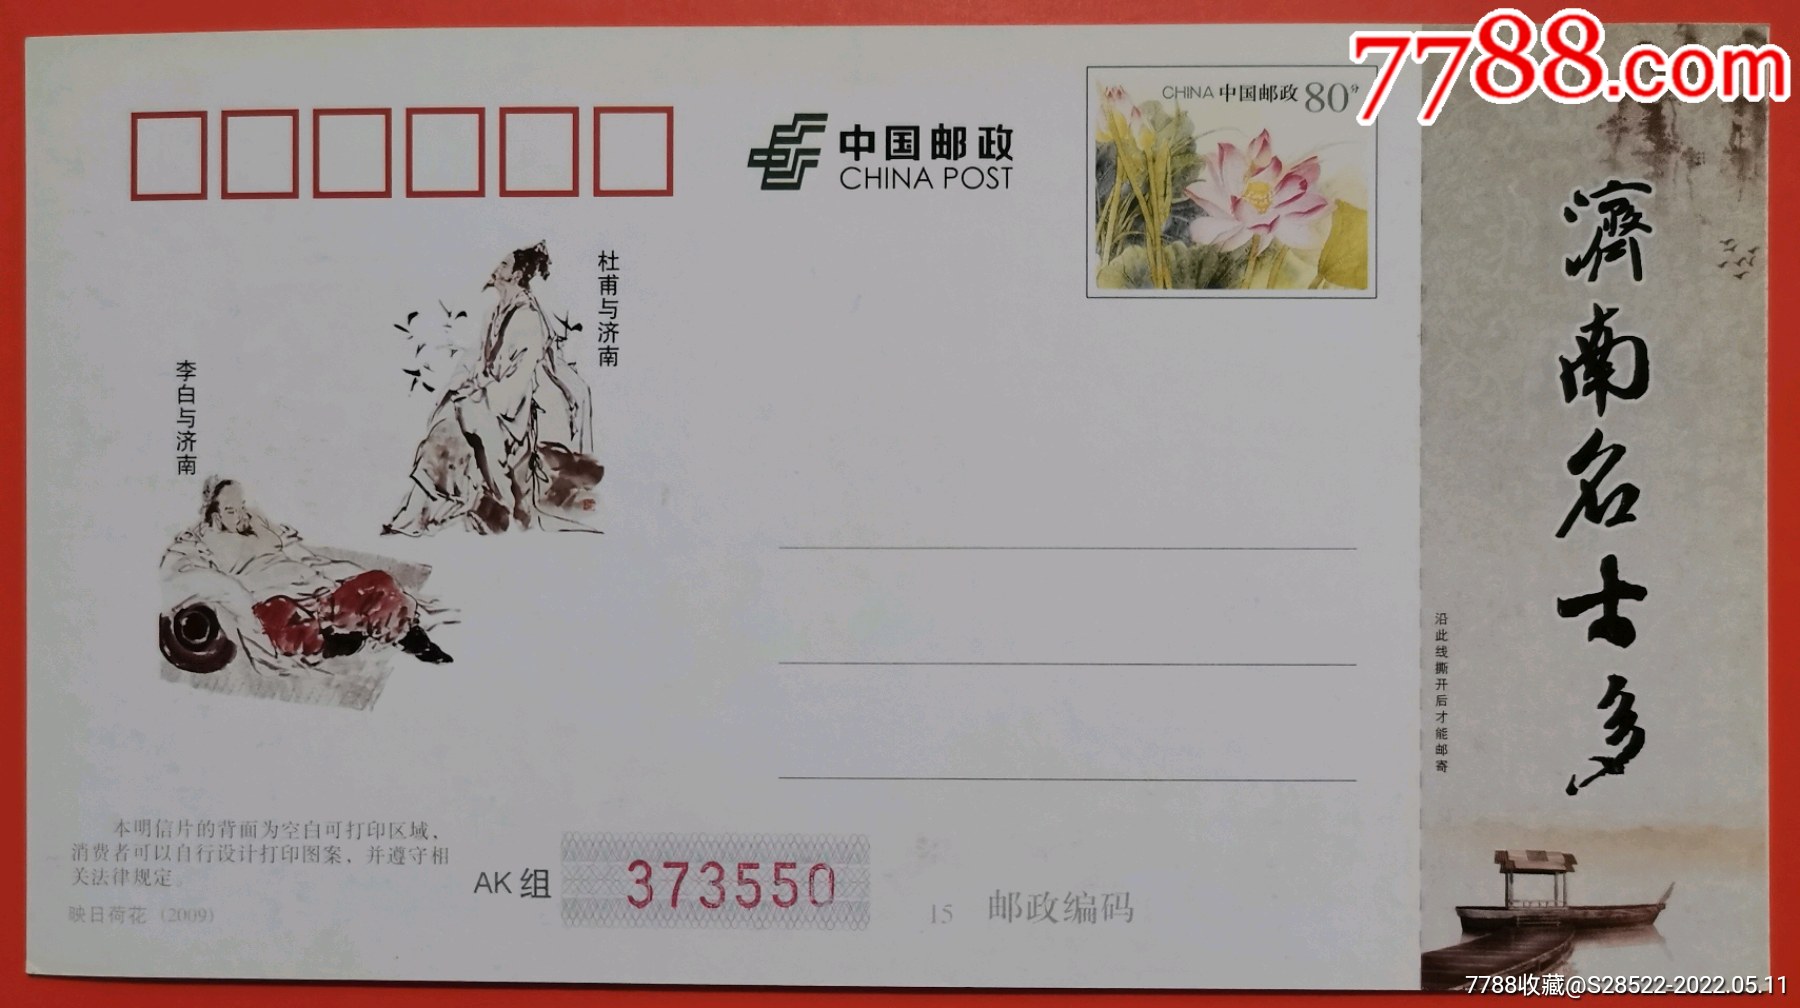 7788.com
CHINA 中国邮政 80分
中国邮政
CHINA POST
杜甫与济南
李白与济南
濟南名士多
沿此线撕开后才能邮寄
本明信片的背面为空白可打印区域，
消费者可以自行设计打印图案，并遵守相
关法律规定。
映日荷花（2009）
AK组
373550
15
邮政编码
7788收藏@S28522-2022.05.11